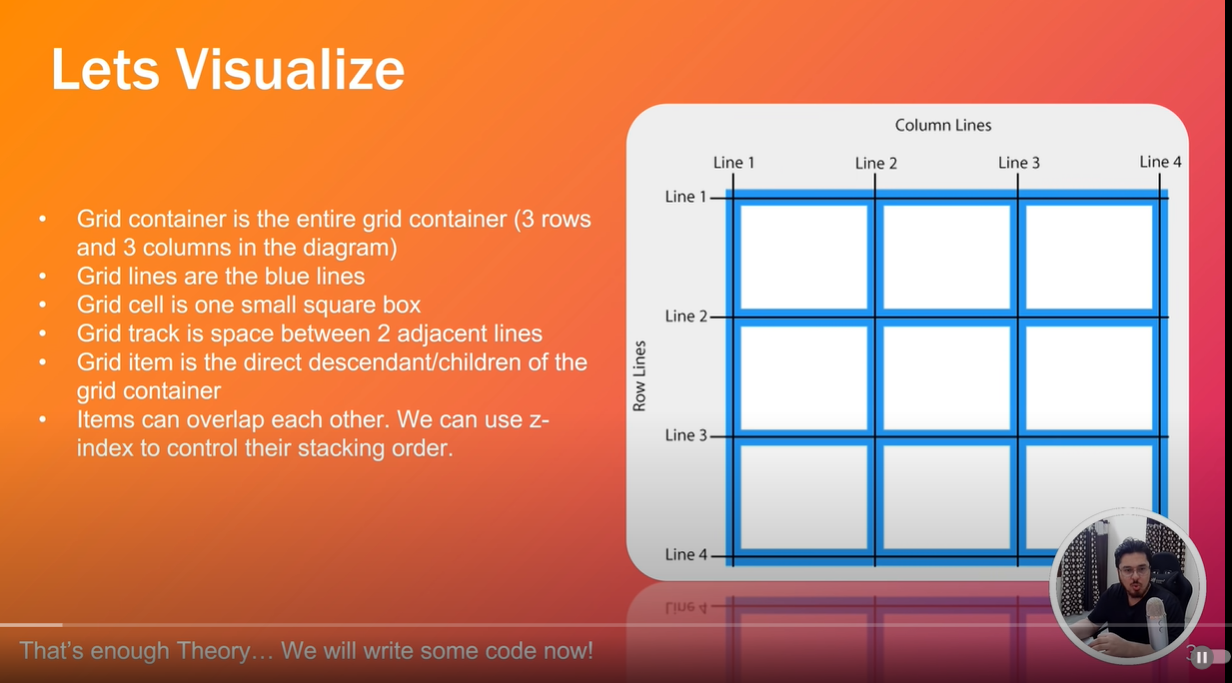 Lets Visualize
• Grid container is the entire grid container (3 rows
and 3 columns in the diagram)
• Grid lines are the blue lines
• Grid cell is one small square box
• Grid track is space between 2 adjacent lines
• Grid item is the direct descendant/children of the
grid container
• Items can overlap each other. We can use z-
index to control their stacking order.
Column Lines
Line 1 Line 2 Line 3 Line 4
Line 1
Line 2
Row Lines
Line 3
Line 4
Line 4
That's enough Theory... We will write some code now!